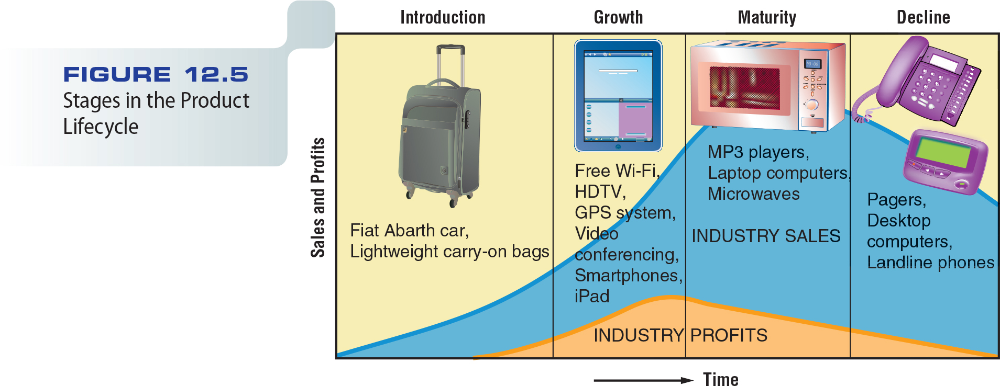 FIGURE 12.5
Stages in the Product
Lifecycle
Introduction
Growth
Maturity
Decline
Sales and Profits
Fiat Abarth car,
Lightweight carry-on bags
Free Wi-Fi,
HDTV,
GPS system,
Video
conferencing,
Smartphones,
iPad
MP3 players,
Laptop computers,
Microwaves
INDUSTRY SALES
Pagers,
Desktop
computers,
Landline phones
INDUSTRY PROFITS
Time